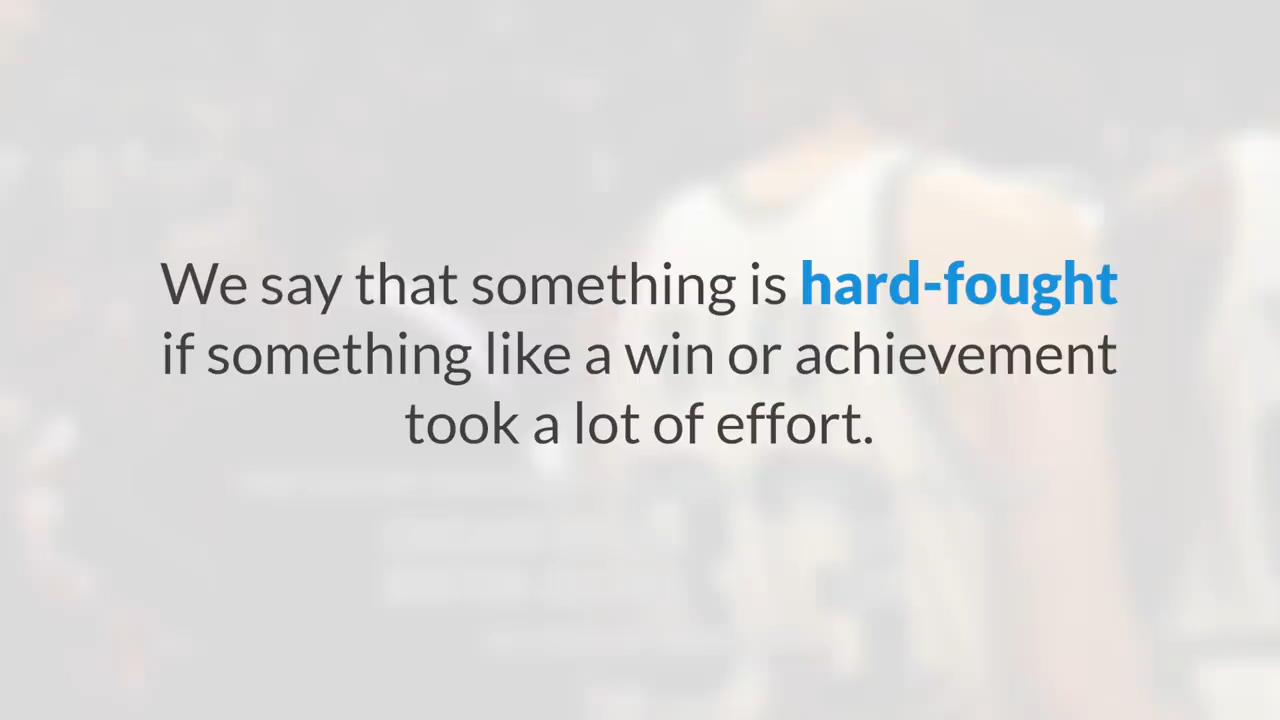 We say that something is hard-fought
if something like a win or achievement
took a lot of effort.